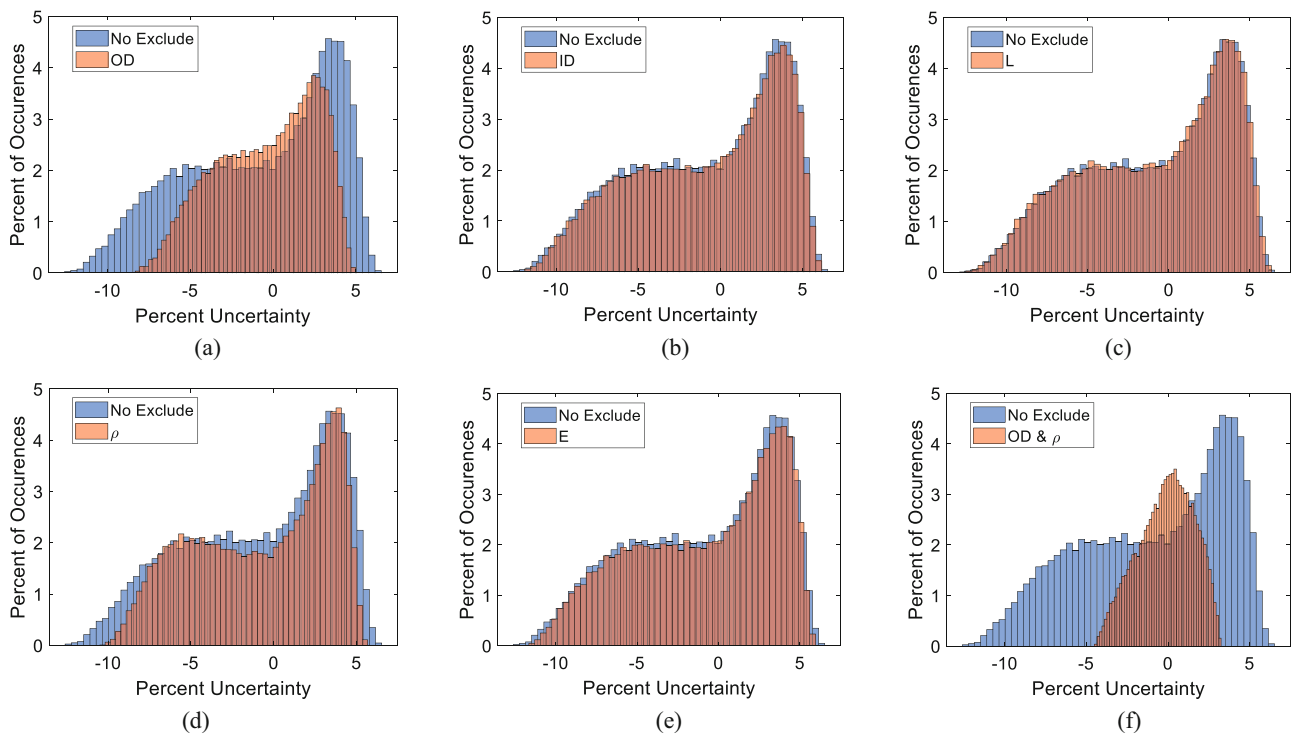 5
4
3
2
1
0
Percent of Occurences
No Exclude
OD
-10 -5 0 5
Percent Uncertainty
(a)
5
4
3
2
1
0
Percent of Occurences
No Exclude
ID
-10 -5 0 5
Percent Uncertainty
(b)
5
4
3
2
1
0
Percent of Occurences
No Exclude
L
-10 -5 0 5
Percent Uncertainty
(c)
5
4
3
2
1
0
Percent of Occurences
No Exclude
ρ
-10 -5 0 5
Percent Uncertainty
(d)
5
4
3
2
1
0
Percent of Occurences
No Exclude
E
-10 -5 0 5
Percent Uncertainty
(e)
5
4
3
2
1
0
Percent of Occurences
No Exclude
OD & ρ
-10 -5 0 5
Percent Uncertainty
(f)